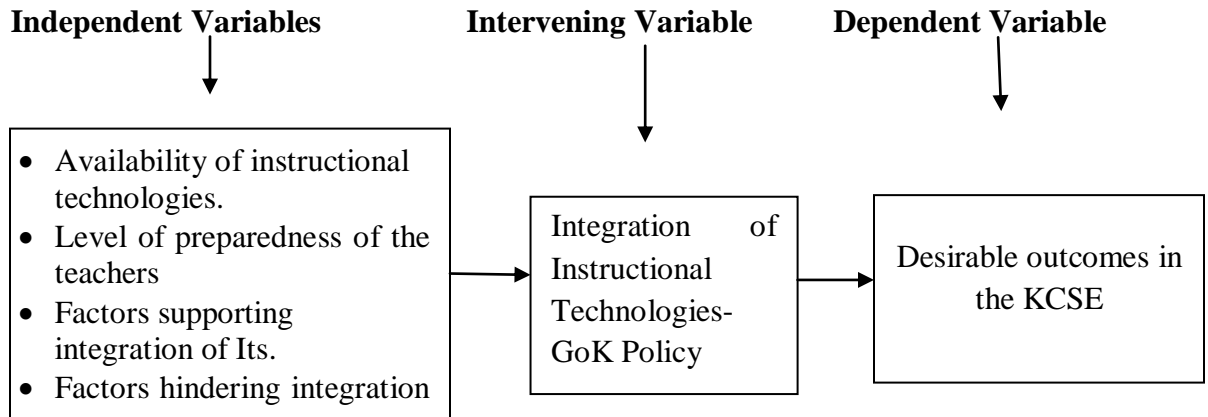 Independent Variables
Intervening Variable
Dependent Variable
• Availability of instructional
technologies.
• Level of preparedness of the
teachers
• Factors supporting
integration of Its.
• Factors hindering integration
Integration of
Instructional
Technologies-
GoK Policy
Desirable outcomes in
the KCSE